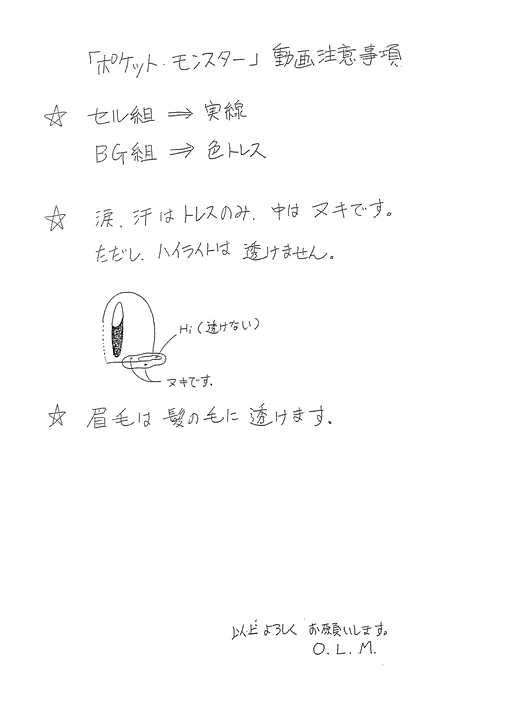 「ポケット・モンスター」動画注意事項
☆ セル組 ⇒ 実線
BG組 ⇒ 色トレス
☆ 涙、汗はトレスのみ、中はヌキです。
ただし、ハイライトは透けません。
Hi(透けない)
ヌキです.
☆ 眉毛は髪の毛に透けます.
以上よろしくお願いします。
O.L.M.